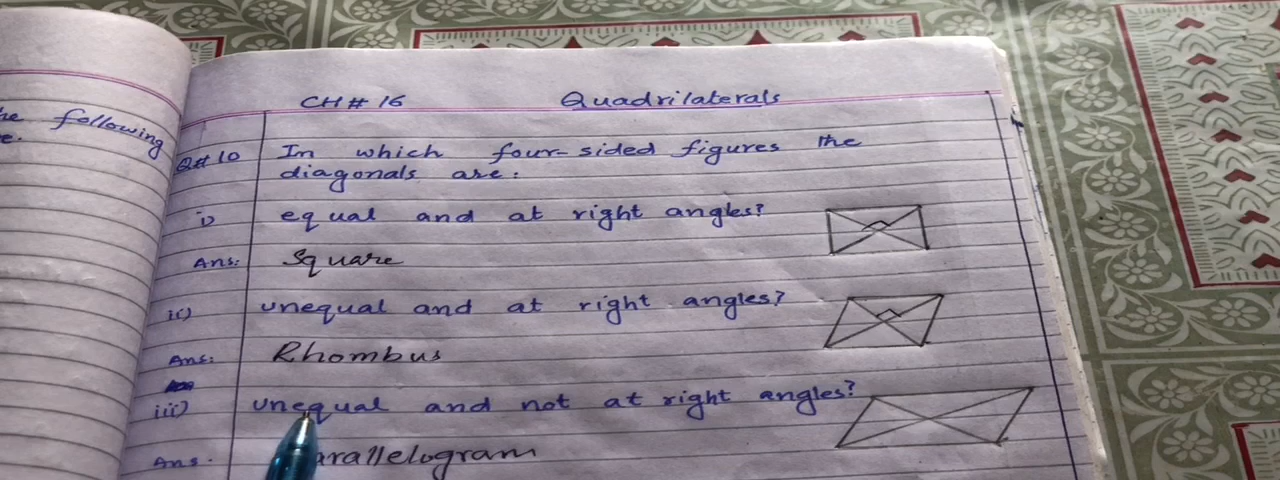 he following
e.
CH# 16 Quadrilaterals
Q# 10 In which four-sided figures the
diagonals are:
i) equal and at right angles?
Ans: Square
ii) unequal and at right angles?
Ans: Rhombus
iii) unequal and not at right angles?
Ans. arallelogram